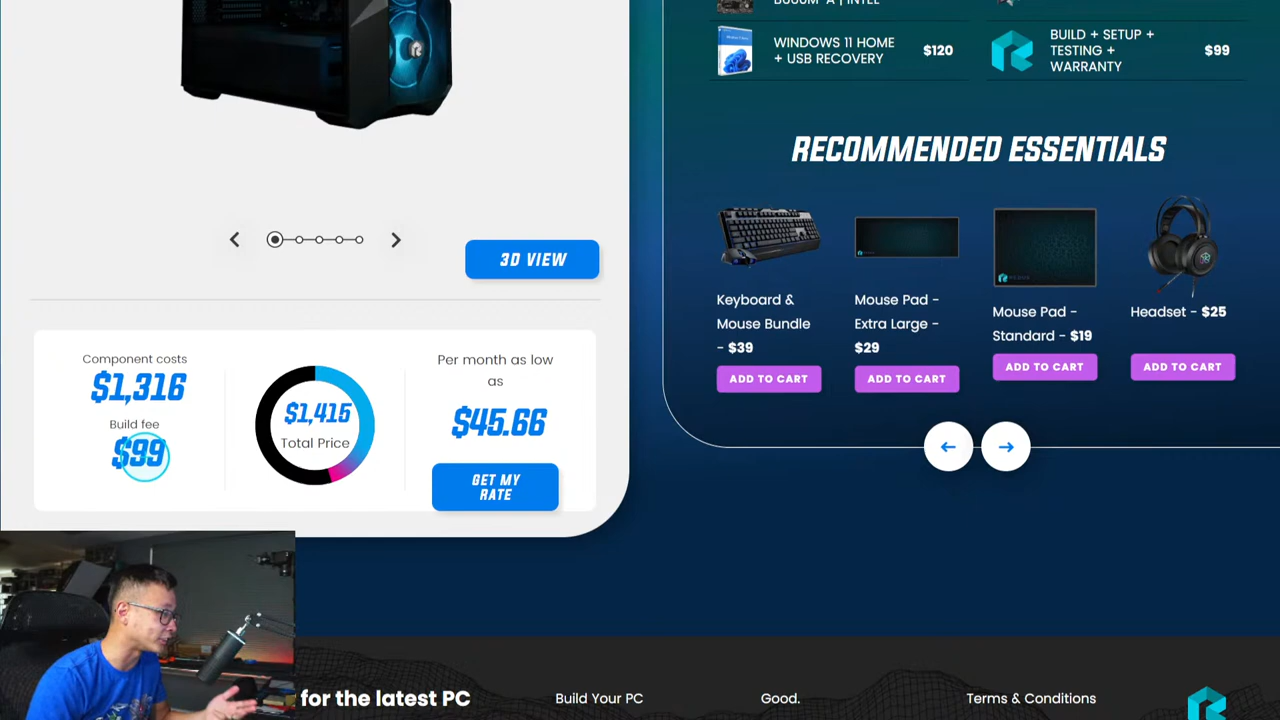 WINDOWS 11 HOME
+ USB RECOVERY
$120
BUILD + SETUP +
TESTING +
WARRANTY
$99
RECOMMENDED ESSENTIALS
Keyboard &
Mouse Bundle
- $39
ADD TO CART
Mouse Pad -
Extra Large -
$29
ADD TO CART
Mouse Pad -
Standard - $19
ADD TO CART
Headset - $25
ADD TO CART
3D VIEW
Component costs
$1,316
Build fee
$99
$1,415
Total Price
Per month as low
as
$45.66
GET MY
RATE
for the latest PC
Build Your PC
Good.
Terms & Conditions